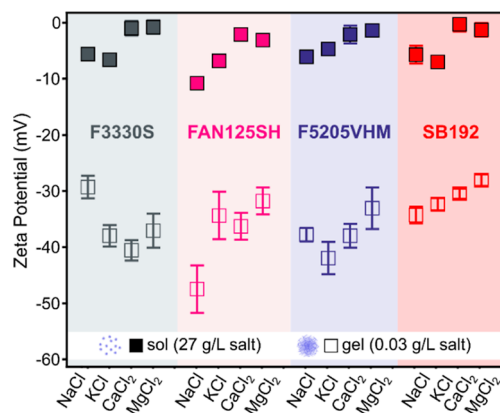 Zeta Potential (mV)
0
-10
-20
-30
-40
-50
-60
F3330S FAN125SH F5205VHM SB192
sol (27 g/L salt) gel (0.03 g/L salt)
NaCl KCl CaCl₂ MgCl₂ NaCl KCl CaCl₂ MgCl₂ NaCl KCl CaCl₂ MgCl₂ NaCl KCl CaCl₂ MgCl₂